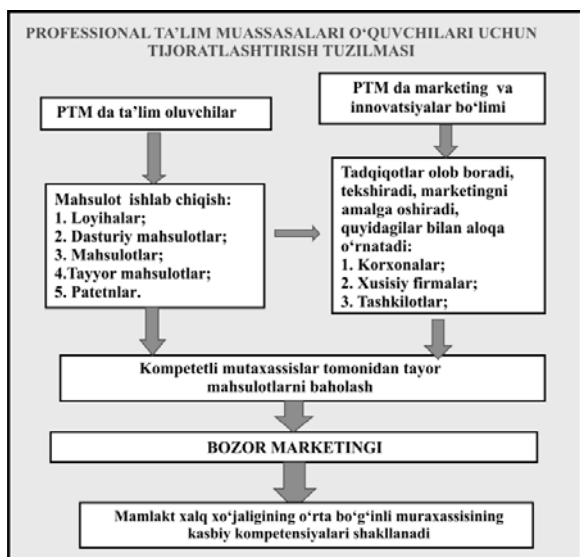 PROFESSIONAL TA’LIM MUASSASALARI O‘QUVCHILARI UCHUN
TIJORATLASHTIRISH TUZILMASI
PTM da ta’lim oluvchilar
PTM da marketing va
innovatsiyalar bo‘limi
Mahsulot ishlab chiqish:
1. Loyihalar;
2. Dasturiy mahsulotlar;
3. Mahsulotlar;
4.Tayyor mahsulotlar;
5. Patetnlar.
Tadqiqotlar olob boradi,
tekshiradi, marketingni
amalga oshiradi,
quyidagilar bilan aloqa
o‘rnatadi:
1. Korxonalar;
2. Xusisiy firmalar;
3. Tashkilotlar;
Kompetetli mutaxassislar tomonidan tayor
mahsulotlarni baholash
BOZOR MARKETINGI
Mamlakt xalq xo‘jaligining o‘rta bo‘g‘inli muraxassisining
kasbiy kompetensiyalari shakllanadi